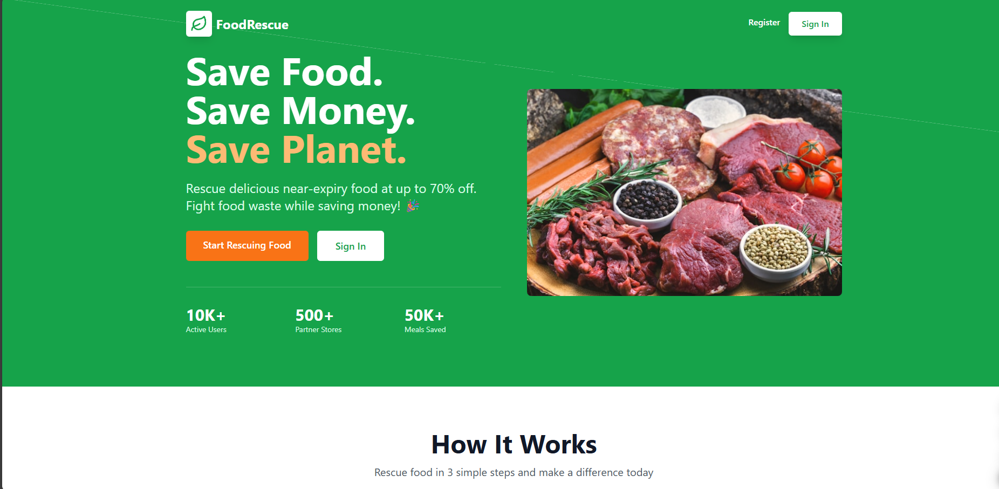 FoodRescue
Register
Sign In
Save Food.
Save Money.
Save Planet.
Rescue delicious near-expiry food at up to 70% off.
Fight food waste while saving money! 🎉
Start Rescuing Food
Sign In
10K+
Active Users
500+
Partner Stores
50K+
Meals Saved
How It Works
Rescue food in 3 simple steps and make a difference today